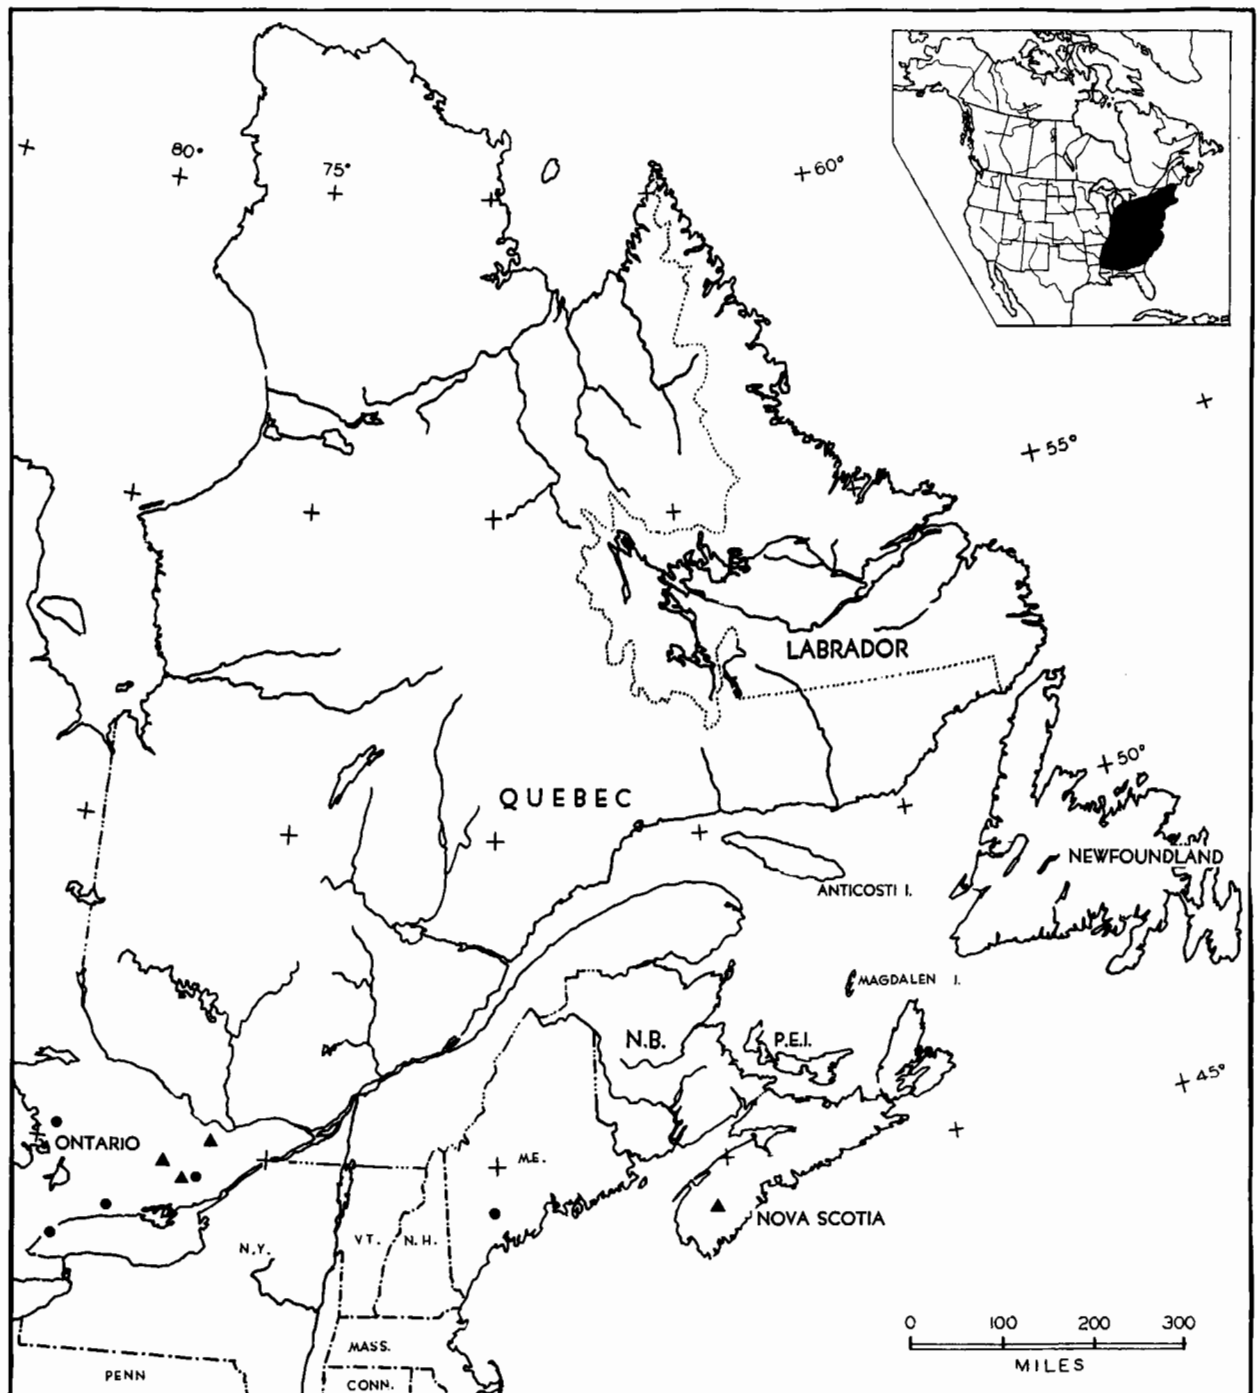 80°
75°
60°
55°
LABRADOR
50°
QUEBEC
NEWFOUNDLAND
ANTICOSTI I.
MAGDALEN I.
N.B.
P.E.I.
45°
ONTARIO
M.E.
NOVA SCOTIA
N.Y.
VT.
N.H.
0 100 200 300
MILES
MASS.
PENN
CONN.